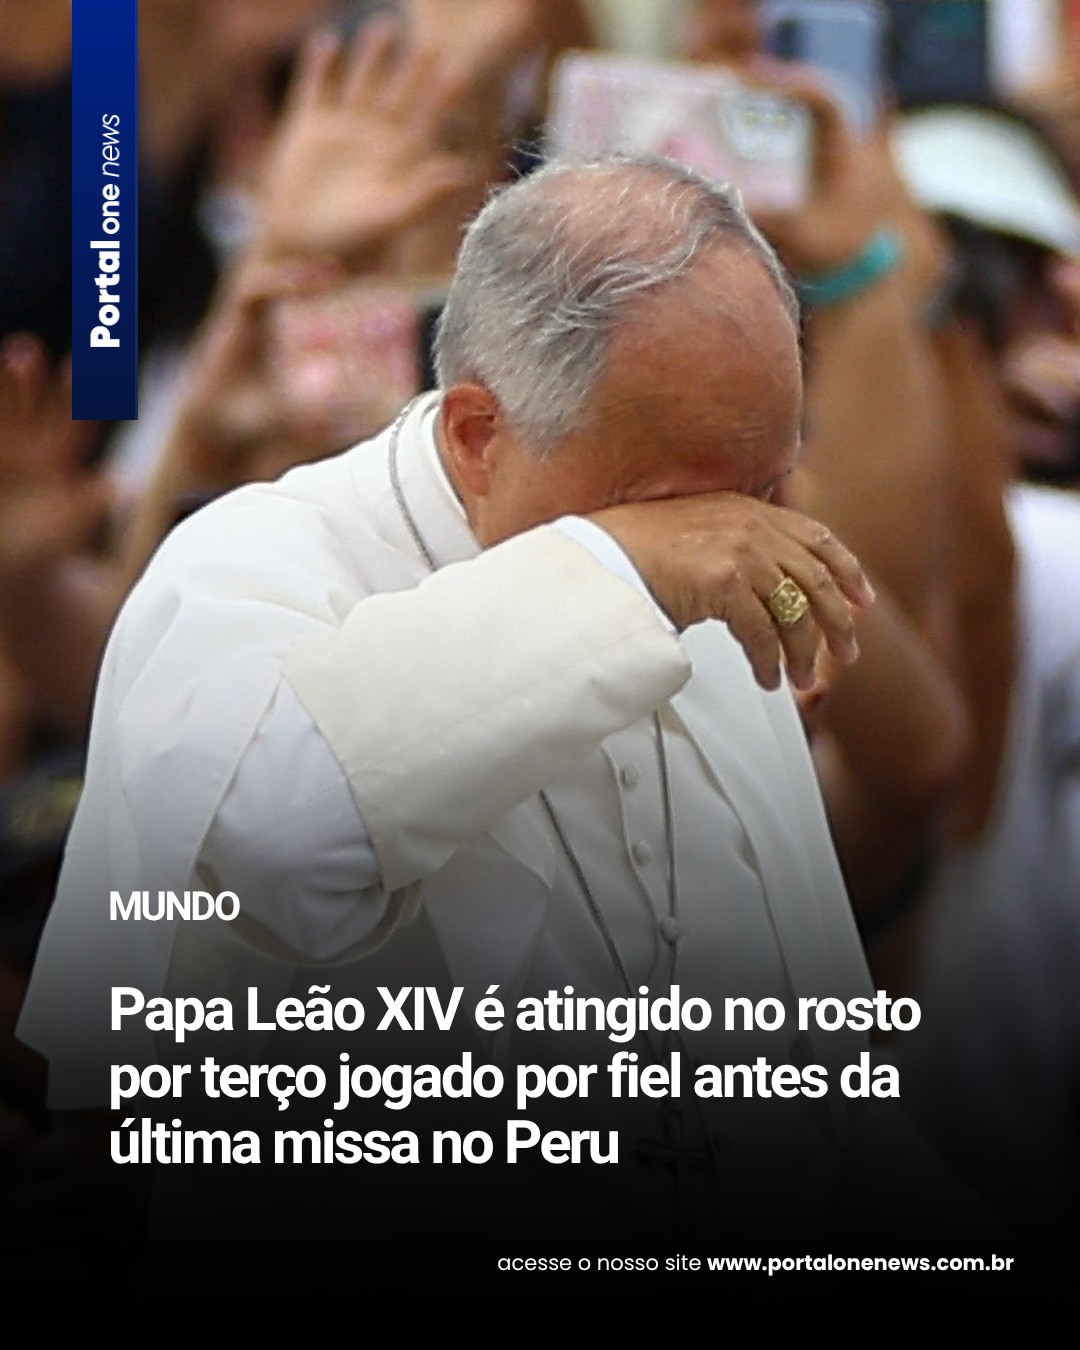 Portal one news
MUNDO
Papa Leão XIV é atingido no rosto
por terço jogado por fiel antes da
última missa no Peru
acesse o nosso site www.portalonenews.com.br